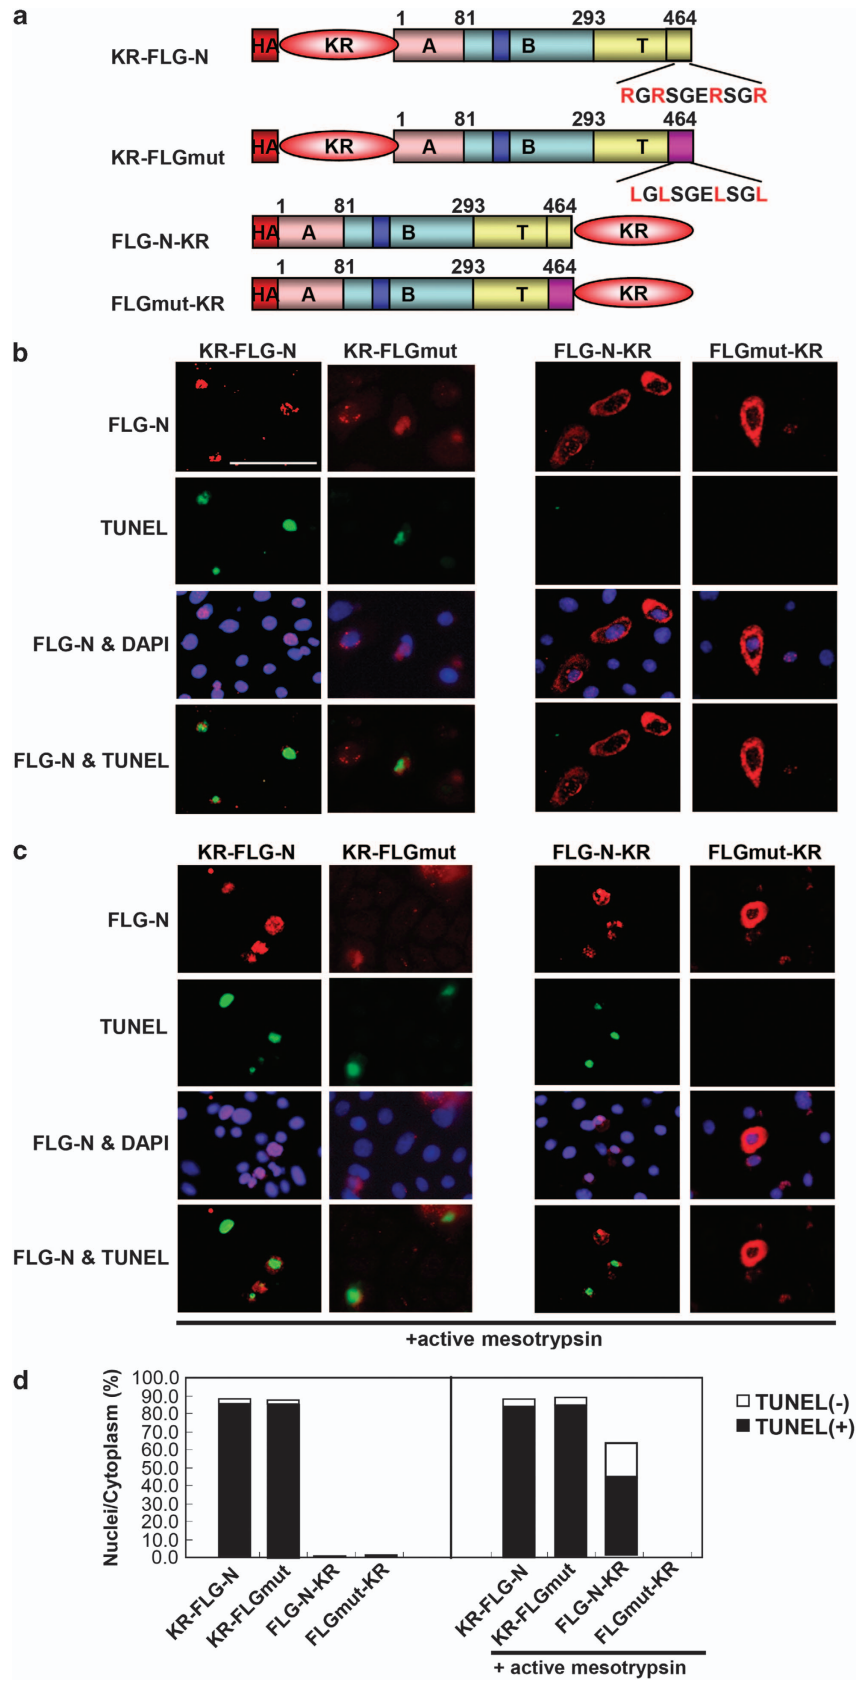 a
1 81 293 464
KR-FLG-N HA KR A B T
RGRSGERSGR
1 81 293 464
KR-FLGmut HA KR A B T
LGLSGELSGL
1 81 293 464
FLG-N-KR HA A B T KR
1 81 293 464
FLGmut-KR HA A B T KR
b
KR-FLG-N KR-FLGmut FLG-N-KR FLGmut-KR
FLG-N
TUNEL
FLG-N & DAPI
FLG-N & TUNEL
c
KR-FLG-N KR-FLGmut FLG-N-KR FLGmut-KR
FLG-N
TUNEL
FLG-N & DAPI
FLG-N & TUNEL
+active mesotrypsin
d
Nuclei/Cytoplasm (%)
100.0
90.0
80.0
70.0
60.0
50.0
40.0
30.0
20.0
10.0
0.0
TUNEL(-)
TUNEL(+)
KR-FLG-N
KR-FLGmut
FLG-N-KR
FLGmut-KR
KR-FLG-N
KR-FLGmut
FLG-N-KR
FLGmut-KR
+ active mesotrypsin